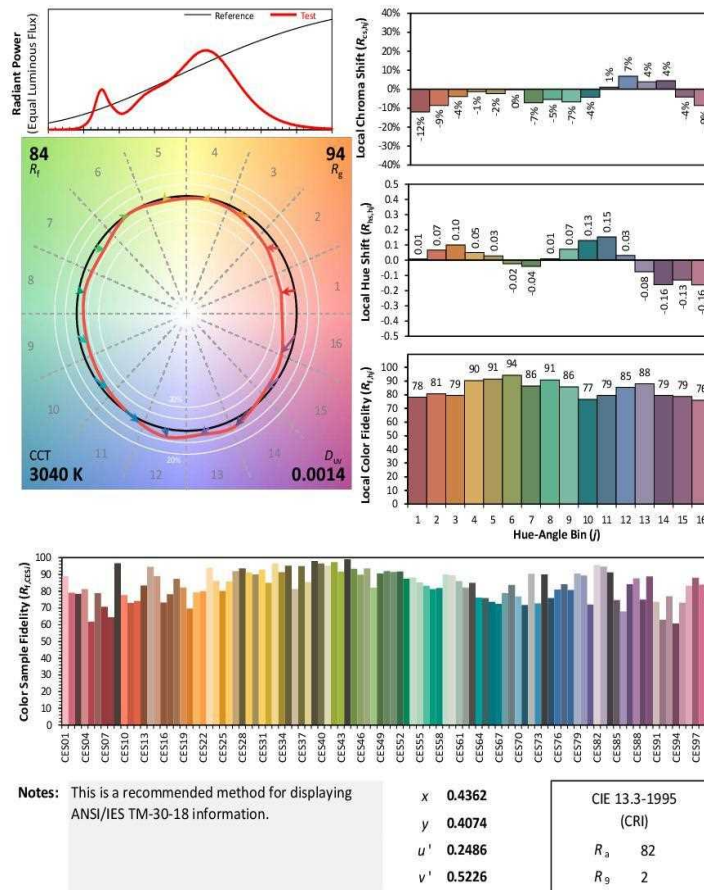 Reference
Test
Radiant Power
(Equal Luminous Flux)
84
Rf
94
Rg
1
2
3
4
5
6
7
8
9
10
11
12
13
14
15
16
20%
CCT
3040 K
Duv
0.0014
Local Chroma Shift (Rcs,hj)
40%
30%
20%
10%
0%
-10%
-20%
-30%
-40%
-12%
-9%
-4%
-1%
-2%
0%
-7%
-5%
-7%
-4%
1%
7%
4%
4%
-4%
-9%
Local Hue Shift (Rhs,hj)
0.5
0.4
0.3
0.2
0.1
0.0
-0.1
-0.2
-0.3
-0.4
-0.5
0.01
0.07
0.10
0.05
0.03
-0.02
-0.04
0.01
0.07
0.13
0.15
0.03
-0.08
-0.16
-0.13
-0.16
Local Color Fidelity (Rf,hj)
100
90
80
70
60
50
40
30
20
10
0
78
81
79
90
91
94
86
91
86
77
79
85
88
79
79
76
1 2 3 4 5 6 7 8 9 10 11 12 13 14 15 16
Hue-Angle Bin (j)
Color Sample Fidelity (Rf,CESi)
100
90
80
70
60
50
40
30
20
10
0
CES01
CES04
CES07
CES10
CES13
CES16
CES19
CES22
CES25
CES28
CES31
CES34
CES37
CES40
CES43
CES46
CES49
CES52
CES55
CES58
CES61
CES64
CES67
CES70
CES73
CES76
CES79
CES82
CES85
CES88
CES91
CES94
CES97
Notes: This is a recommended method for displaying
ANSI/IES TM-30-18 information.
x 0.4362
y 0.4074
u' 0.2486
v' 0.5226
CIE 13.3-1995
(CRI)
Ra 82
R9 2